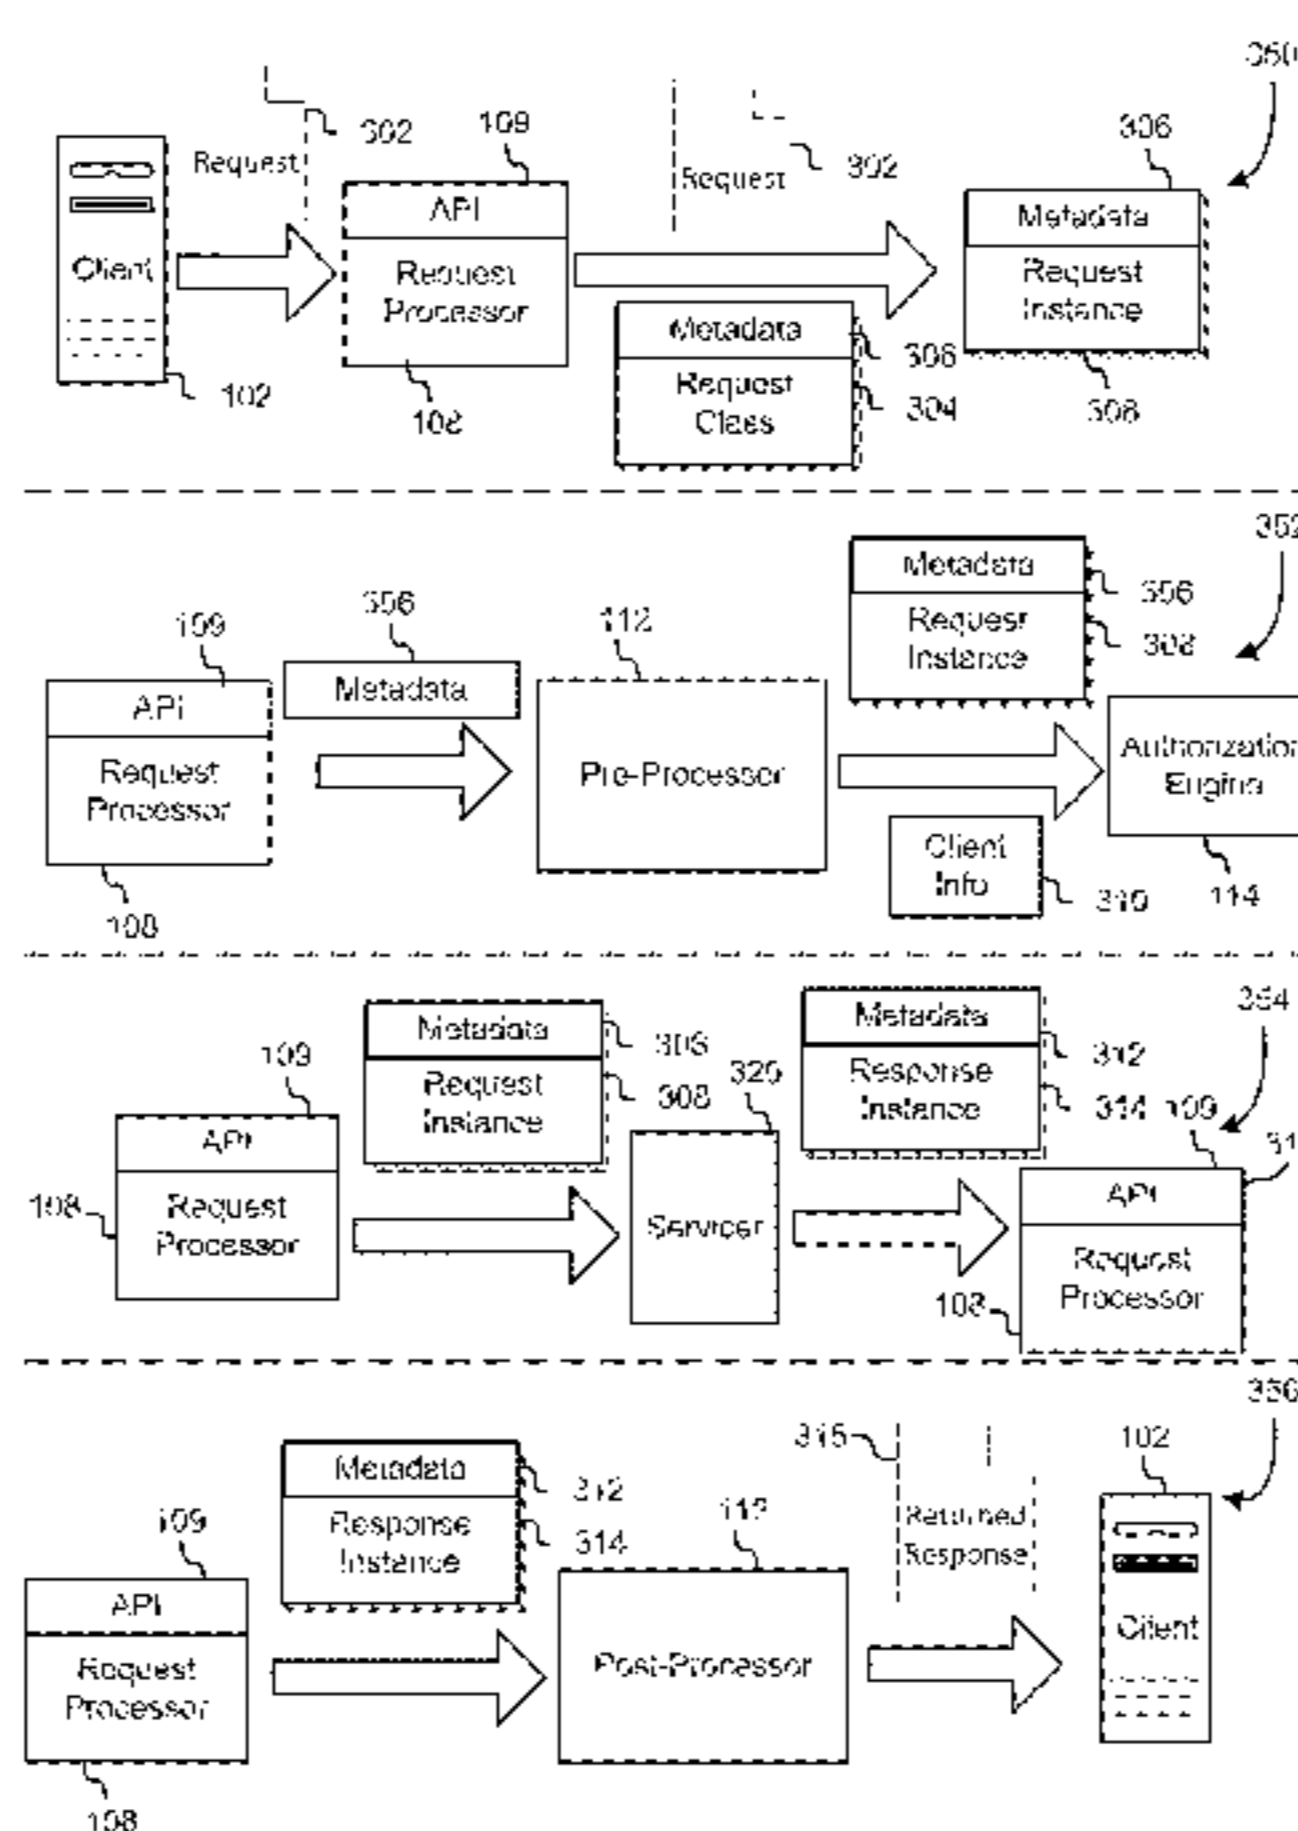 302
109
306
Request
302
Request
API
Metadata
Client
Request
Processor
Request
Instance
Metadata
306
102
108
Request
Class
304
308
352
Metadata
306
109
112
Request
Instance
308
Metadata
API
Authorization
Engine
Request
Processor
Pre-Processor
Client
Info
310
114
108
354
Metadata
Metadata
109
306
320
312
Request
Instance
308
Response
Instance
314
109
API
API
108
Request
Processor
Servicer
Request
Processor
108
356
102
Metadata
312
109
Response
Instance
314
Returned
Response
API
Client
Request
Processor
Post-Processor
108